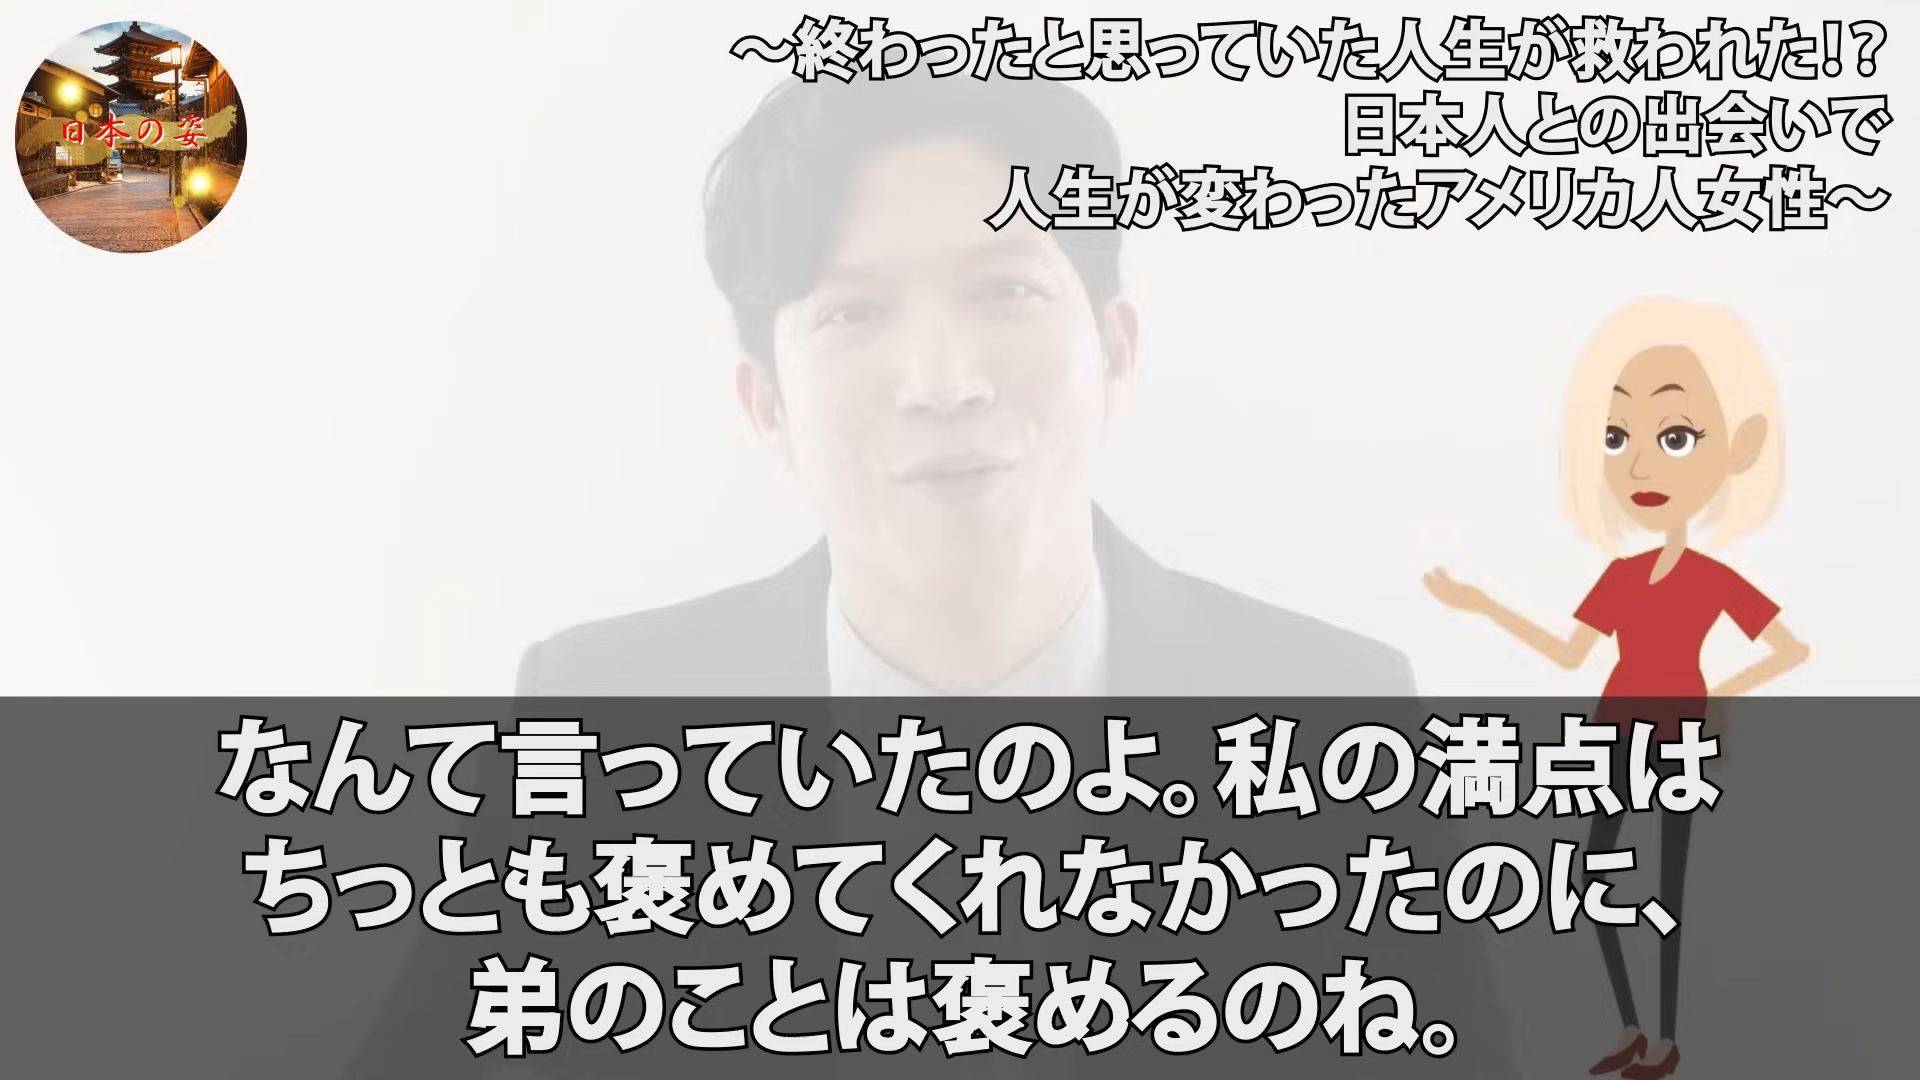 日本の姿
～終わったと思っていた人生が救われた!?
日本人との出会いで
人生が変わったアメリカ人女性～
なんて言っていたのよ。私の満点は
ちっとも褒めてくれなかったのに、
弟のことは褒めるのね。